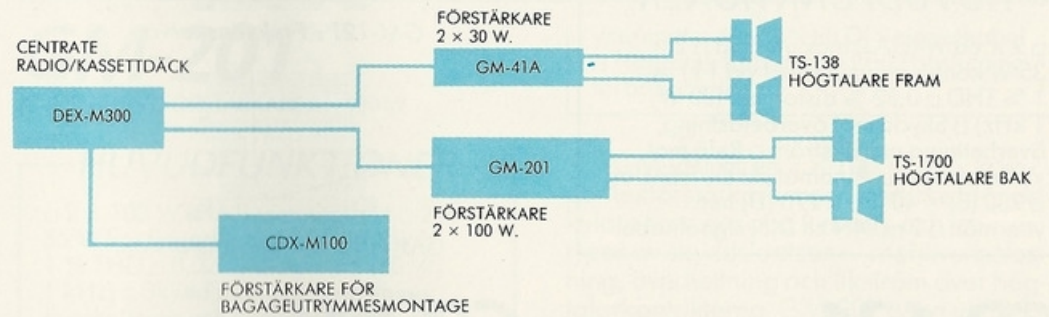 CENTRATE
RADIO/KASSETTDÄCK
DEX-M300
FÖRSTÄRKARE
2 × 30 W.
GM-41A
TS-138
HÖGTALARE FRAM
GM-201
FÖRSTÄRKARE
2 × 100 W.
TS-1700
HÖGTALARE BAK
CDX-M100
FÖRSTÄRKARE FÖR
BAGAGEUTRYMMESMONTAGE